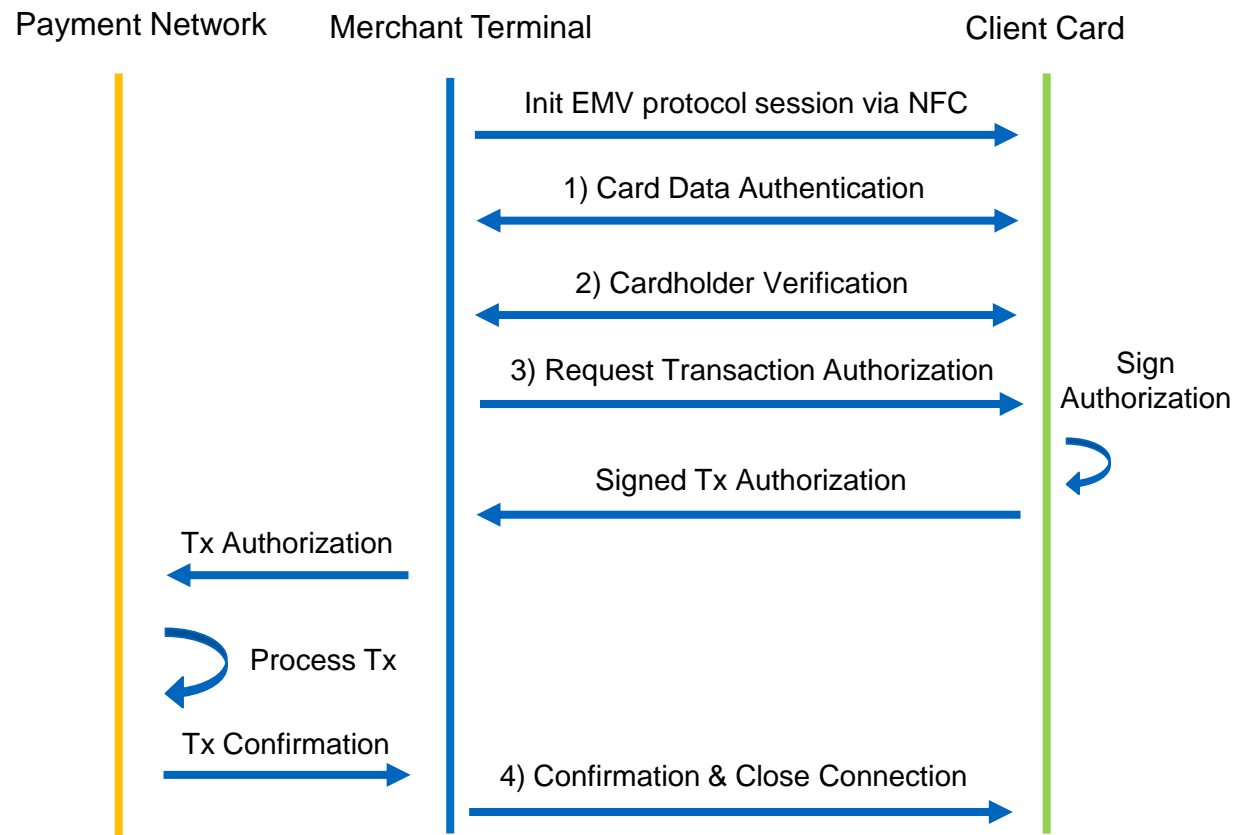 Payment Network
Merchant Terminal
Client Card
Init EMV protocol session via NFC
1) Card Data Authentication
2) Cardholder Verification
3) Request Transaction Authorization
Sign
Authorization
Signed Tx Authorization
Tx Authorization
Process Tx
Tx Confirmation
4) Confirmation & Close Connection